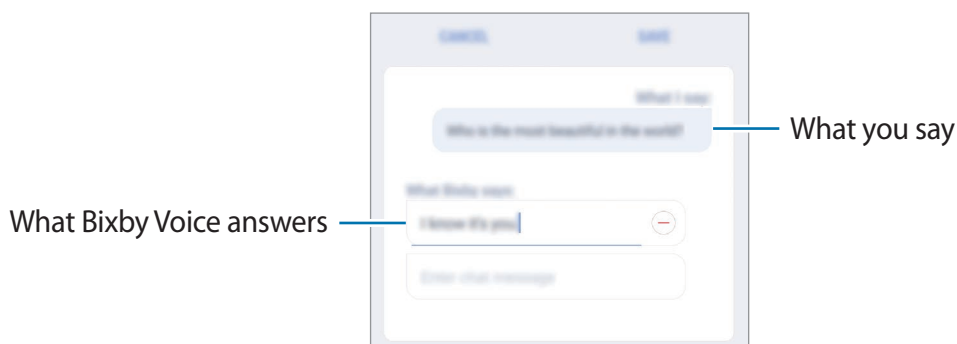 CANCEL SAVE
What I say:
Who is the most beautiful in the world?
What you say
What Bixby says:
What Bixby Voice answers
I know it's you.
Enter chat message